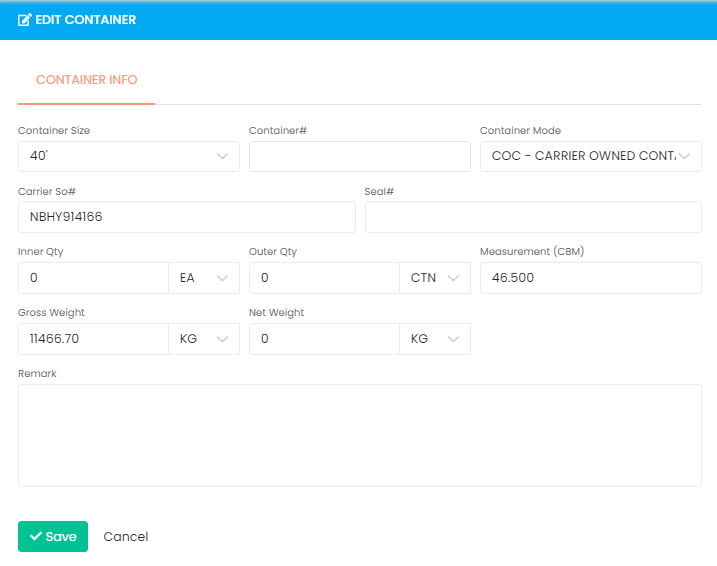 EDIT CONTAINER
CONTAINER INFO
Container Size Container# Container Mode
40' COC - CARRIER OWNED CONT.
Carrier So# Seal#
NBHY914166
Inner Qty Outer Qty Measurement (CBM)
0 EA 0 CTN 46.500
Gross Weight Net Weight
11466.70 KG 0 KG
Remark
Save Cancel